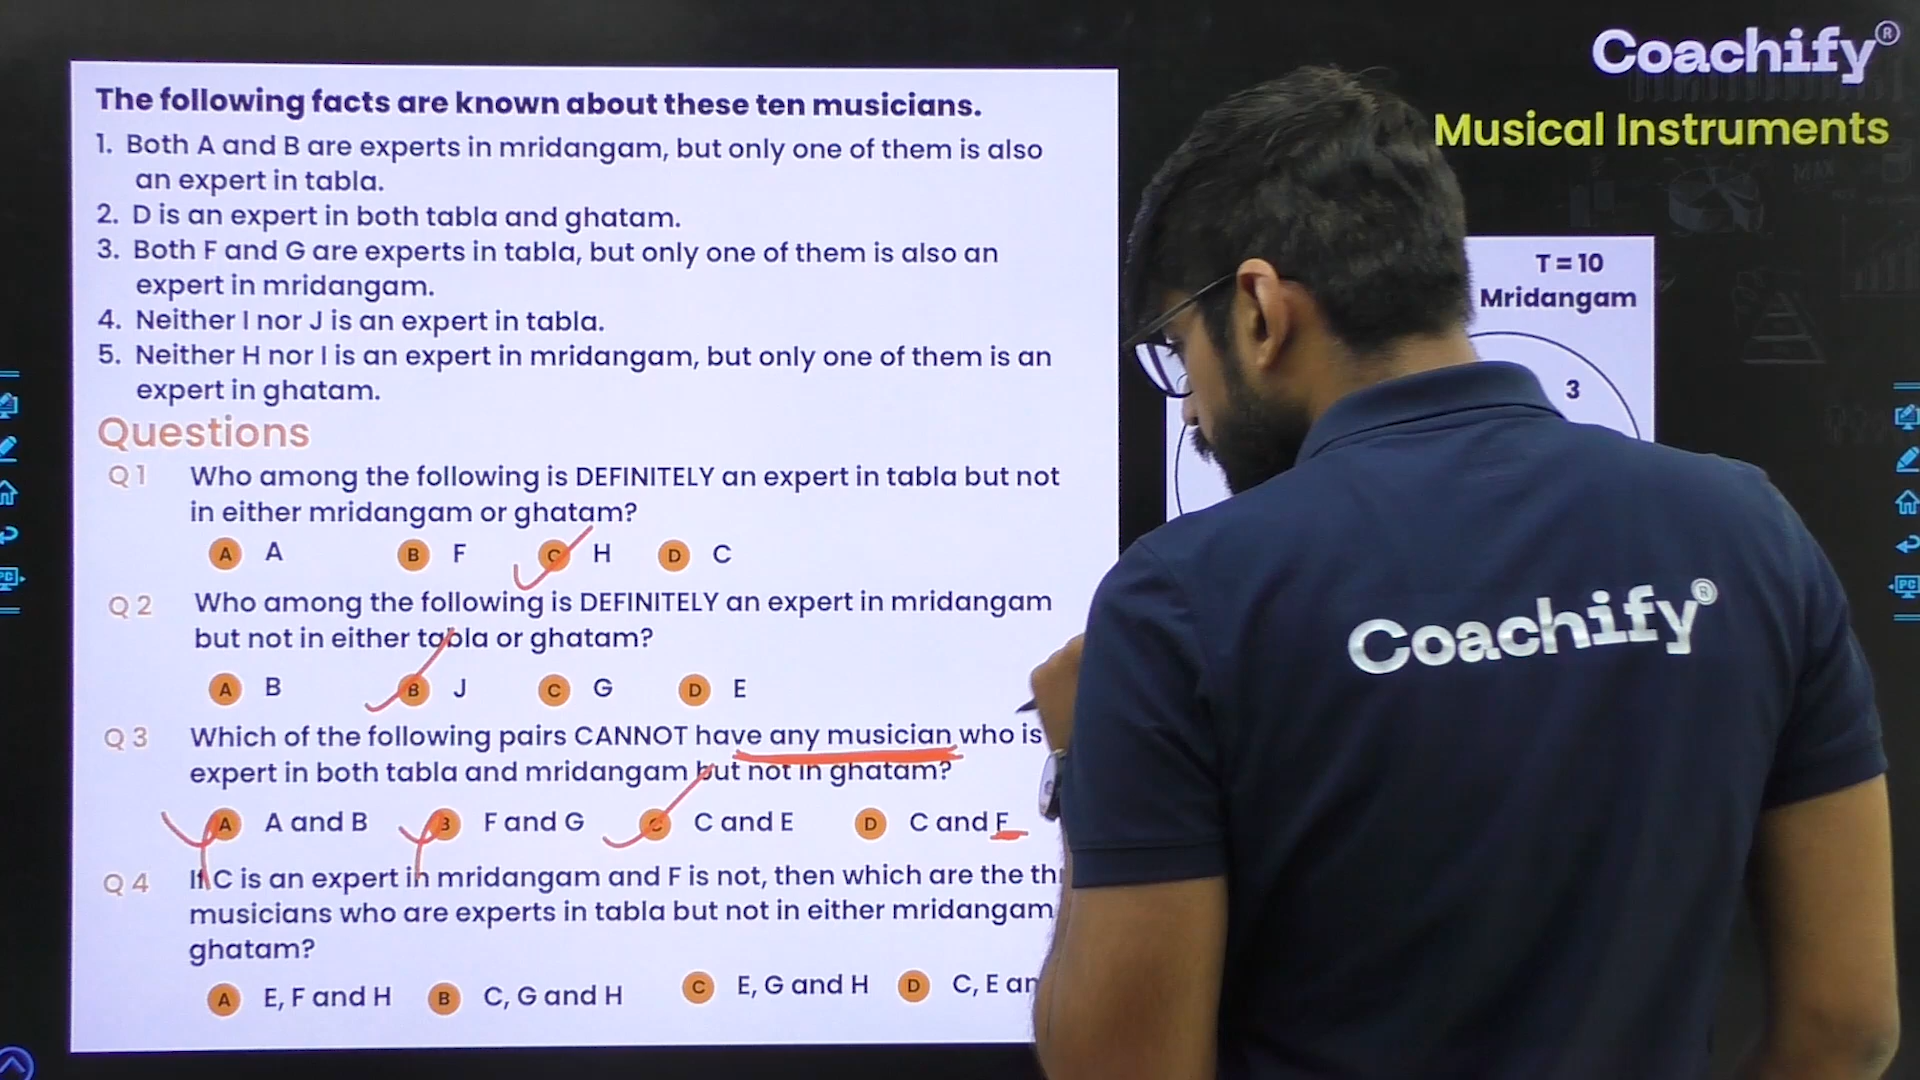 Coachify®
Musical Instruments
The following facts are known about these ten musicians.
1. Both A and B are experts in mridangam, but only one of them is also
an expert in tabla.
2. D is an expert in both tabla and ghatam.
3. Both F and G are experts in tabla, but only one of them is also an
expert in mridangam.
4. Neither I nor J is an expert in tabla.
5. Neither H nor I is an expert in mridangam, but only one of them is an
expert in ghatam.
Questions
Q 1 Who among the following is DEFINITELY an expert in tabla but not
in either mridangam or ghatam?
A A B F C H D C
Q 2 Who among the following is DEFINITELY an expert in mridangam
but not in either tabla or ghatam?
A B B J C G D E
Q 3 Which of the following pairs CANNOT have any musician who is
expert in both tabla and mridangam but not in ghatam?
A A and B B F and G C C and E D C and F
Q 4 If C is an expert in mridangam and F is not, then which are the
musicians who are experts in tabla but not in either mridangam
ghatam?
A E, F and H B C, G and H C E, G and H D C, E
T = 10
Mridangam
3
Coachify®
PC
PC